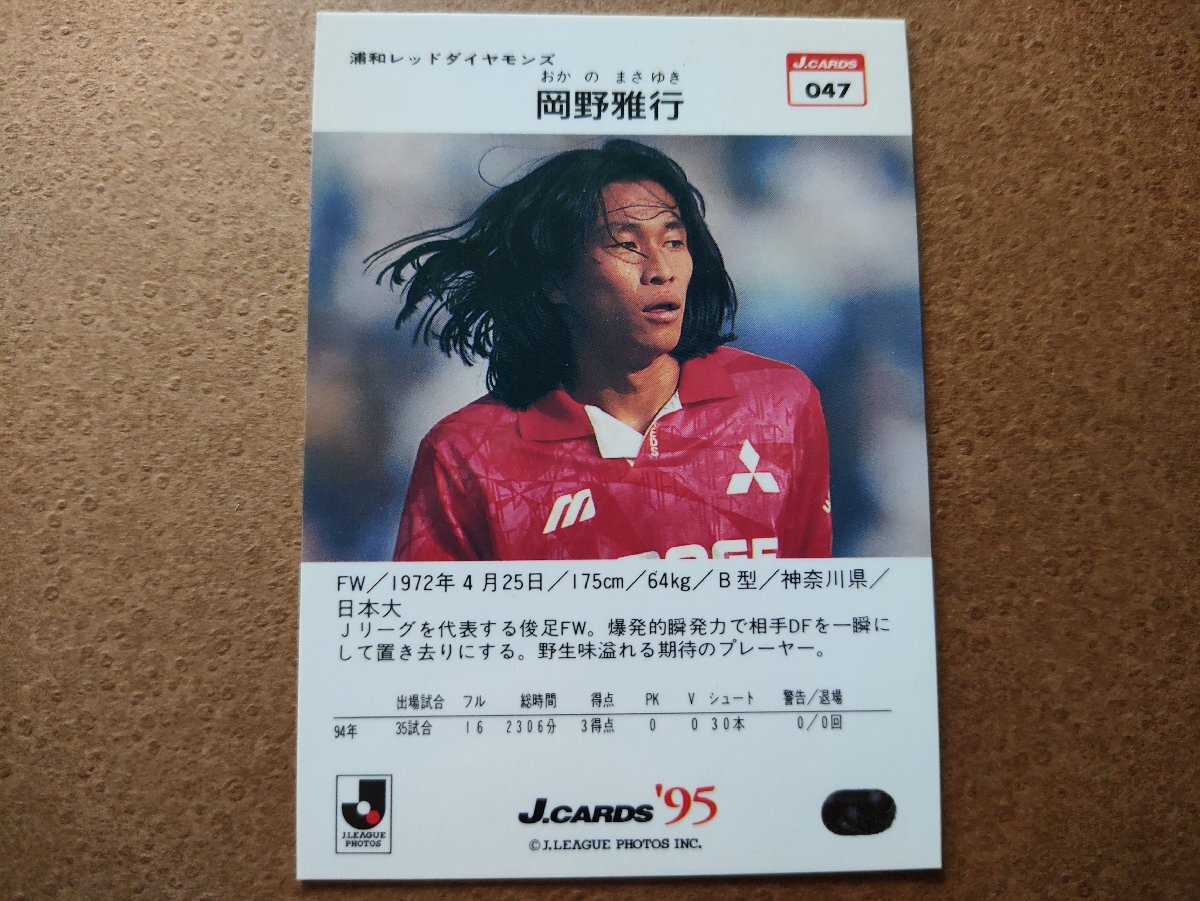 浦和レッドダイヤモンズ
おかの まさゆき
岡野雅行
J.CARDS
047
FW／1972年4月25日／175cm／64kg／B型／神奈川県／
日本大
Jリーグを代表する俊足FW。爆発的瞬発力で相手DFを一瞬に
して置き去りにする。野生味溢れる期待のプレーヤー。
出場試合 フル 総時間 得点 PK V シュート 警告/退場
94年 35試合 16 2306分 3得点 0 0 30本 0/0回
J.LEAGUE
PHOTOS
J.CARDS '95
©J.LEAGUE PHOTOS INC.